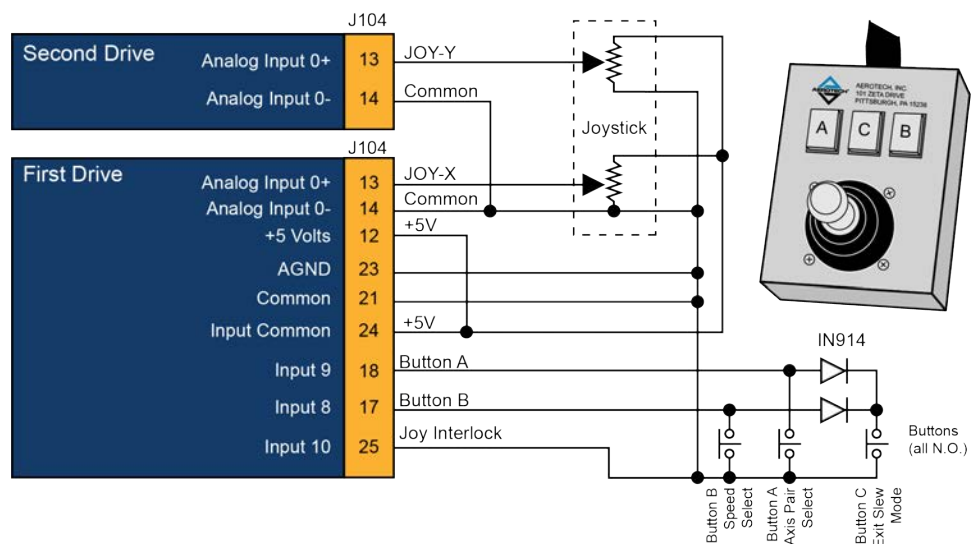 J104
Second Drive
Analog Input 0+ 13 JOY-Y
Analog Input 0- 14 Common
Joystick
J104
First Drive
Analog Input 0+ 13 JOY-X
Analog Input 0- 14 Common
+5 Volts 12 +5V
AGND 23
Common 21
Input Common 24 +5V
Input 9 18 Button A
Input 8 17 Button B
Input 10 25 Joy Interlock
IN914
Buttons
(all N.O.)
Button B
Speed
Select
Button A
Axis Pair
Select
Button C
Exit Slew
Mode
AEROTECH
AEROTECH, INC.
101 ZETA DRIVE
PITTSBURGH, PA 15238
A C B